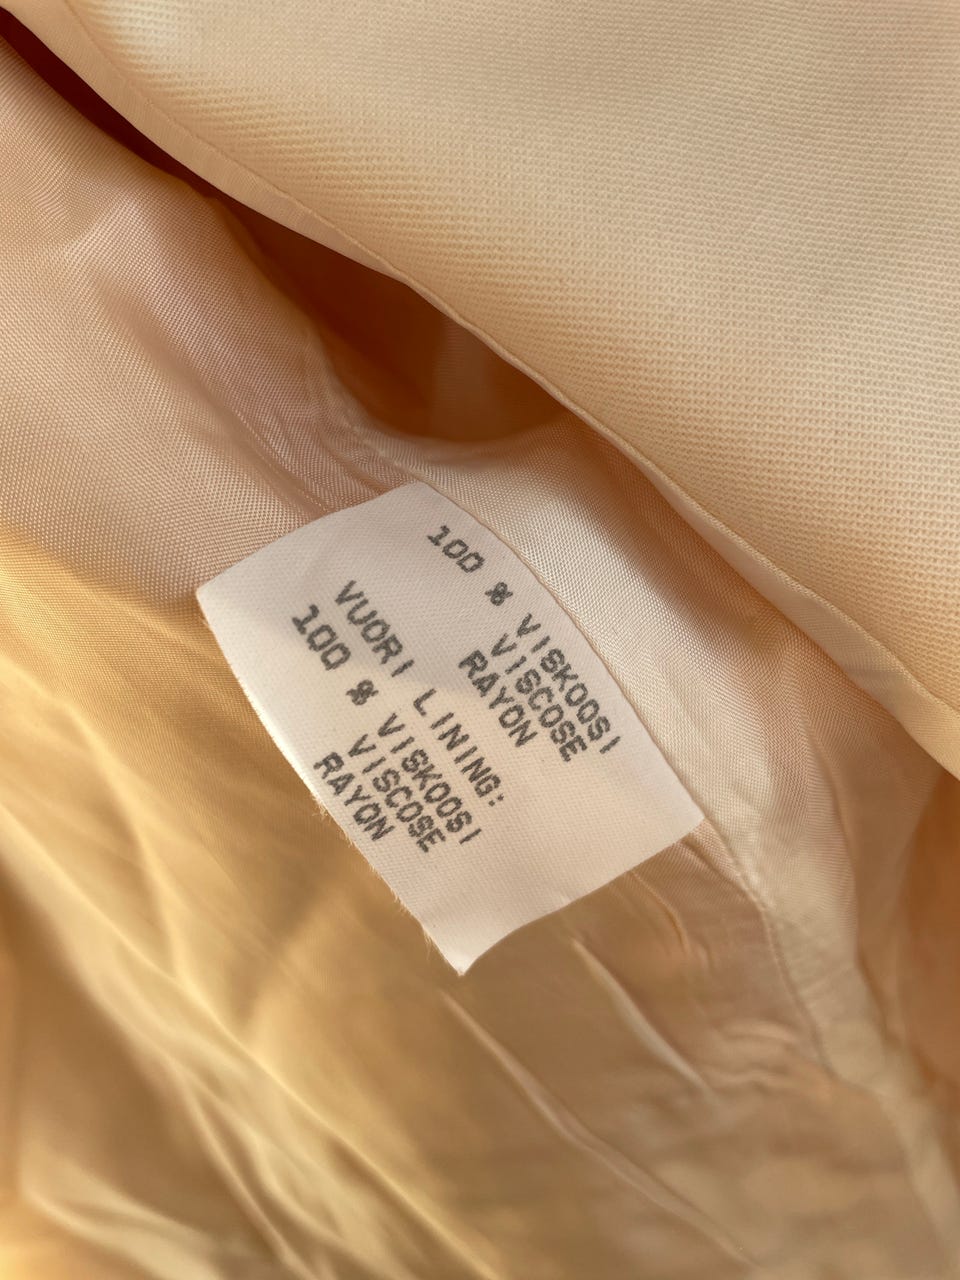 100 % VISKOOSI
VISCOSE
RAYON
VUORI LINING:
100 % VISKOOSI
VISCOSE
RAYON